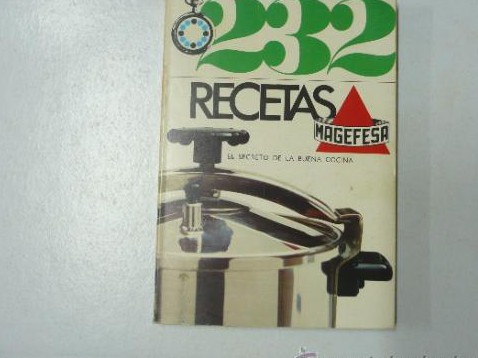 232
RECETAS
MAGEFESA
EL SECRETO DE LA BUENA COCINA